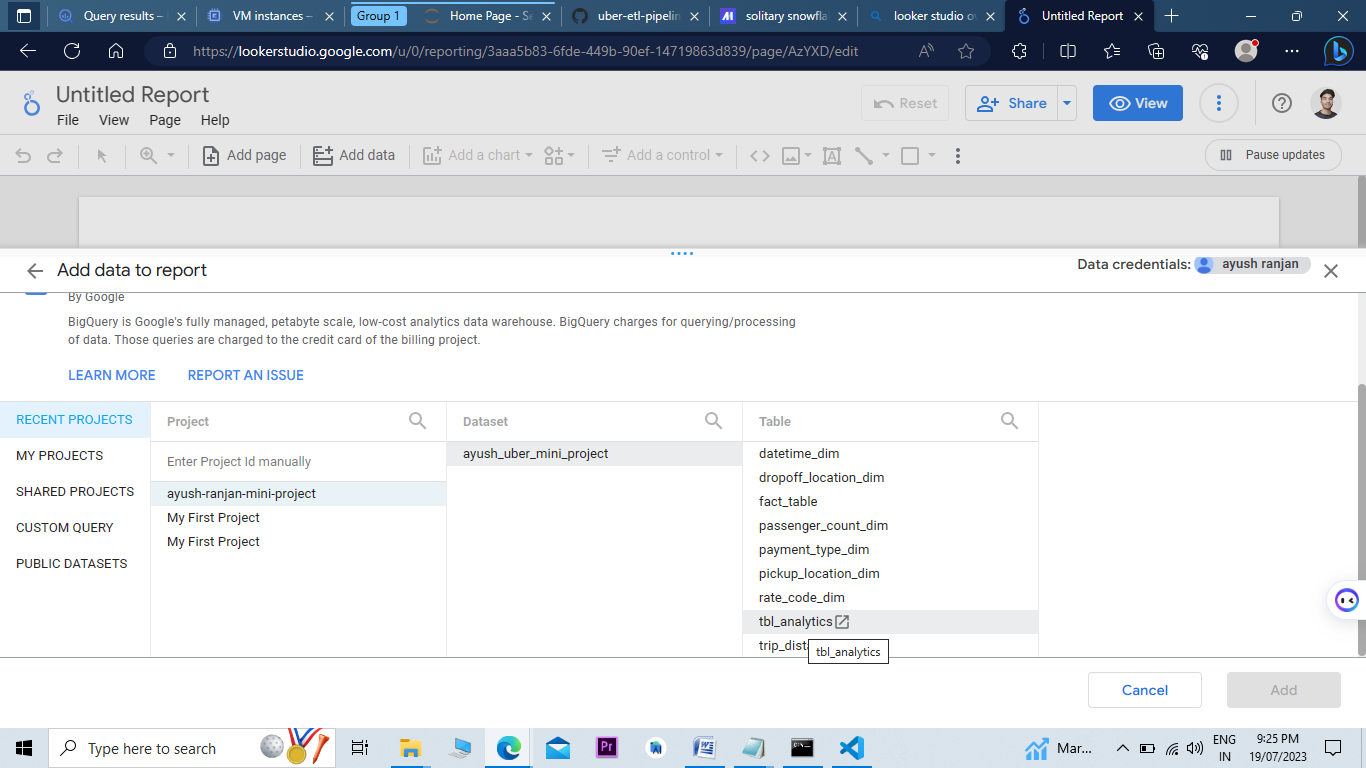 Query results –
VM instances –
Group 1
Home Page - Se
uber-etl-pipelin
solitary snowfla
looker studio ov
Untitled Report
https://lookerstudio.google.com/u/0/reporting/3aaa5b83-6fde-449b-90ef-14719863d839/page/AzYXD/edit
Untitled Report
File View Page Help
Reset
Share
View
Add page
Add data
Add a chart
Add a control
Pause updates
Add data to report
Data credentials: ayush ranjan
By Google
BigQuery is Google's fully managed, petabyte scale, low-cost analytics data warehouse. BigQuery charges for querying/processing
of data. Those queries are charged to the credit card of the billing project.
LEARN MORE REPORT AN ISSUE
RECENT PROJECTS
MY PROJECTS
SHARED PROJECTS
CUSTOM QUERY
PUBLIC DATASETS
Project
Enter Project Id manually
ayush-ranjan-mini-project
My First Project
My First Project
Dataset
ayush_uber_mini_project
Table
datetime_dim
dropoff_location_dim
fact_table
passenger_count_dim
payment_type_dim
pickup_location_dim
rate_code_dim
tbl_analytics
trip_dista
tbl_analytics
Cancel
Add
Type here to search
Pr
Mar...
ENG
IN
9:25 PM
19/07/2023